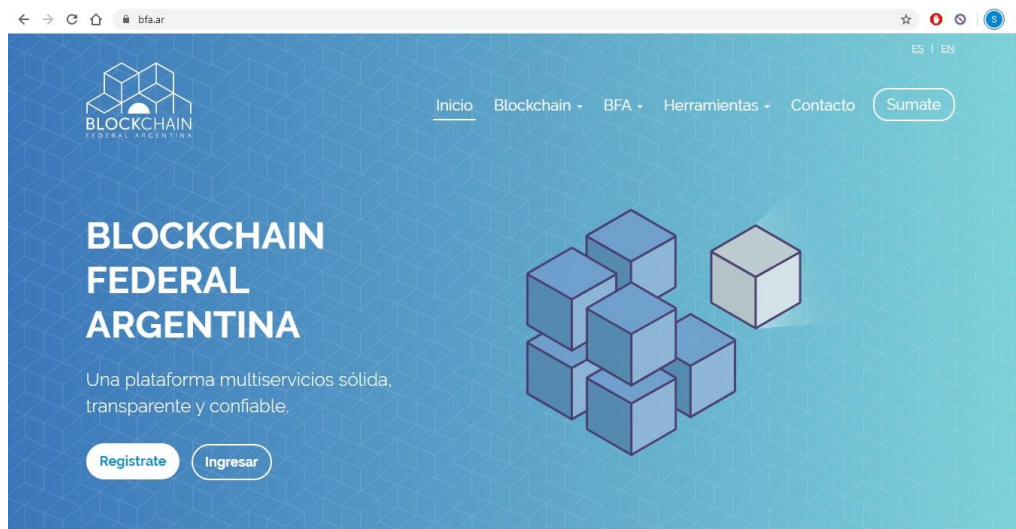 bfa.ar
S
ES | EN
BLOCKCHAIN
FEDERAL ARGENTINA
Inicio Blockchain BFA Herramientas Contacto Sumate
BLOCKCHAIN
FEDERAL
ARGENTINA
Una plataforma multiservicios sólida,
transparente y confiable.
Registrate Ingresar